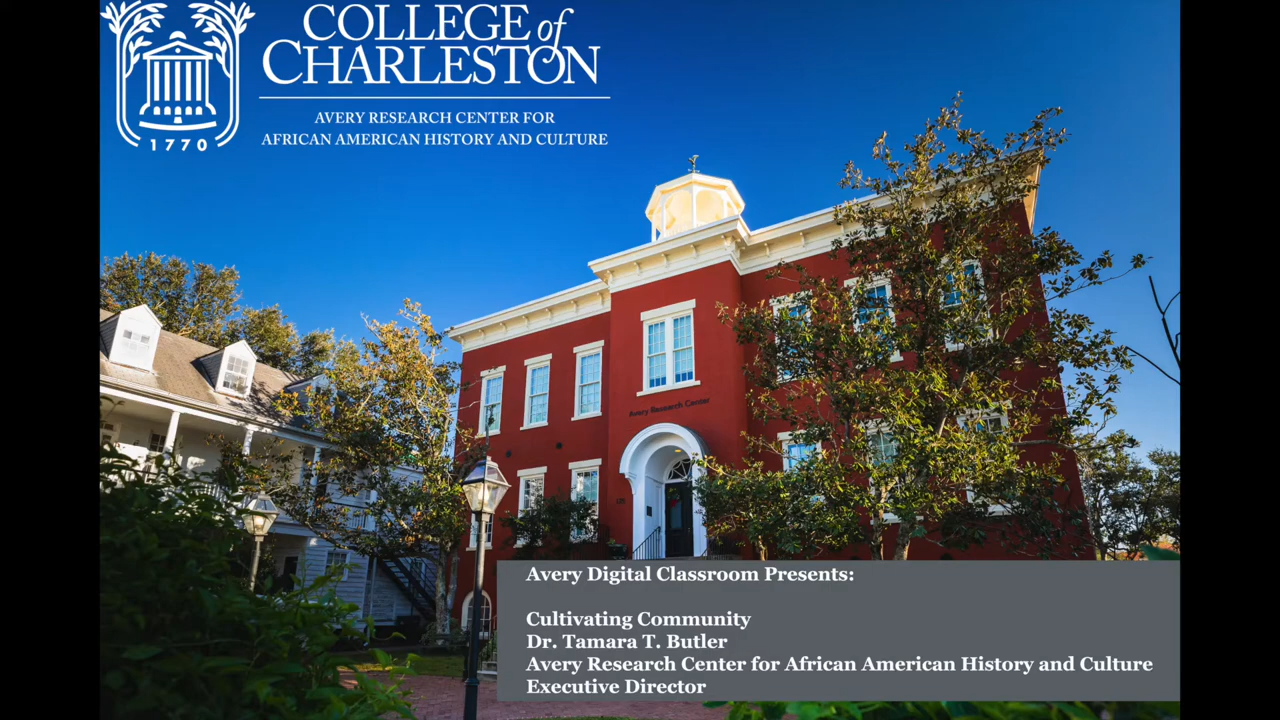 COLLEGE of
CHARLESTON
AVERY RESEARCH CENTER FOR
AFRICAN AMERICAN HISTORY AND CULTURE
1770
Avery Research Center
Avery Digital Classroom Presents:
Cultivating Community
Dr. Tamara T. Butler
Avery Research Center for African American History and Culture
Executive Director